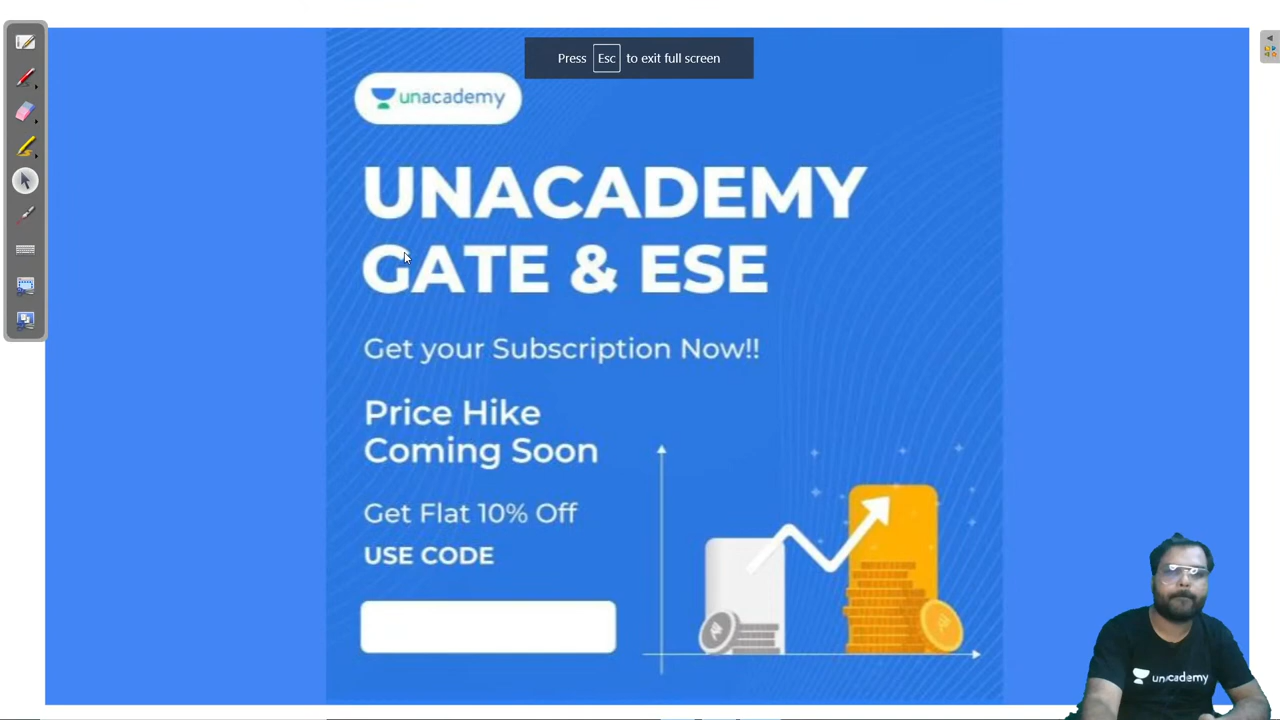 Press Esc to exit full screen
unacademy
UNACADEMY
GATE & ESE
Get your Subscription Now!!
Price Hike
Coming Soon
Get Flat 10% Off
USE CODE
unacademy